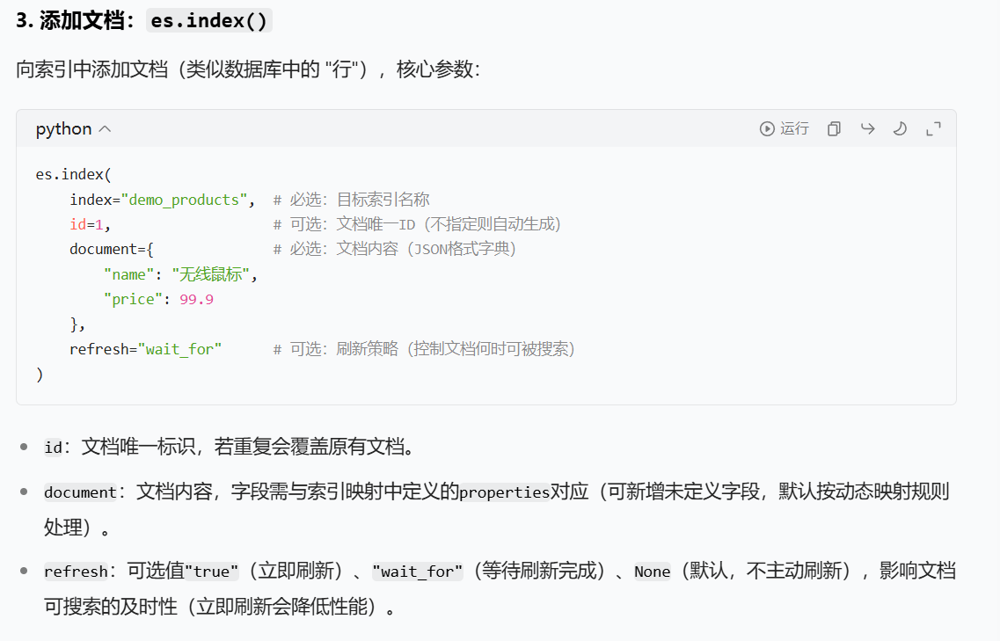 3. 添加文档：es.index()
向索引中添加文档（类似数据库中的 "行"），核心参数：
python
运行
es.index(
    index="demo_products",  # 必选：目标索引名称
    id=1,                   # 可选：文档唯一ID（不指定则自动生成）
    document={              # 必选：文档内容（JSON格式字典）
        "name": "无线鼠标",
        "price": 99.9
    },
    refresh="wait_for"      # 可选：刷新策略（控制文档何时可被搜索）
)
id：文档唯一标识，若重复会覆盖原有文档。
document：文档内容，字段需与索引映射中定义的properties对应（可新增未定义字段，默认按动态映射规则
处理）。
refresh：可选值"true"（立即刷新）、"wait_for"（等待刷新完成）、None（默认，不主动刷新），影响文档
可搜索的及时性（立即刷新会降低性能）。